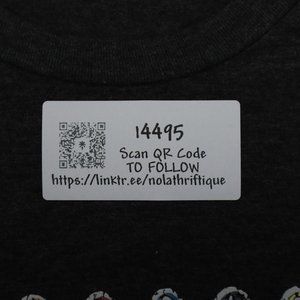 14495
Scan QR Code
TO FOLLOW
https://linktr.ee/nolathriftique